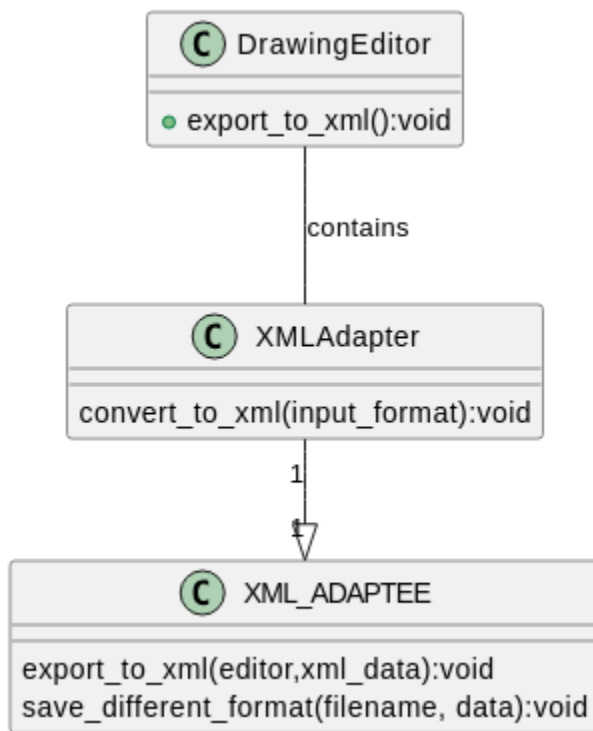 C DrawingEditor
export_to_xml():void
contains
C XMLAdapter
convert_to_xml(input_format):void
1
1
C XML_ADAPTEE
export_to_xml(editor,xml_data):void
save_different_format(filename, data):void